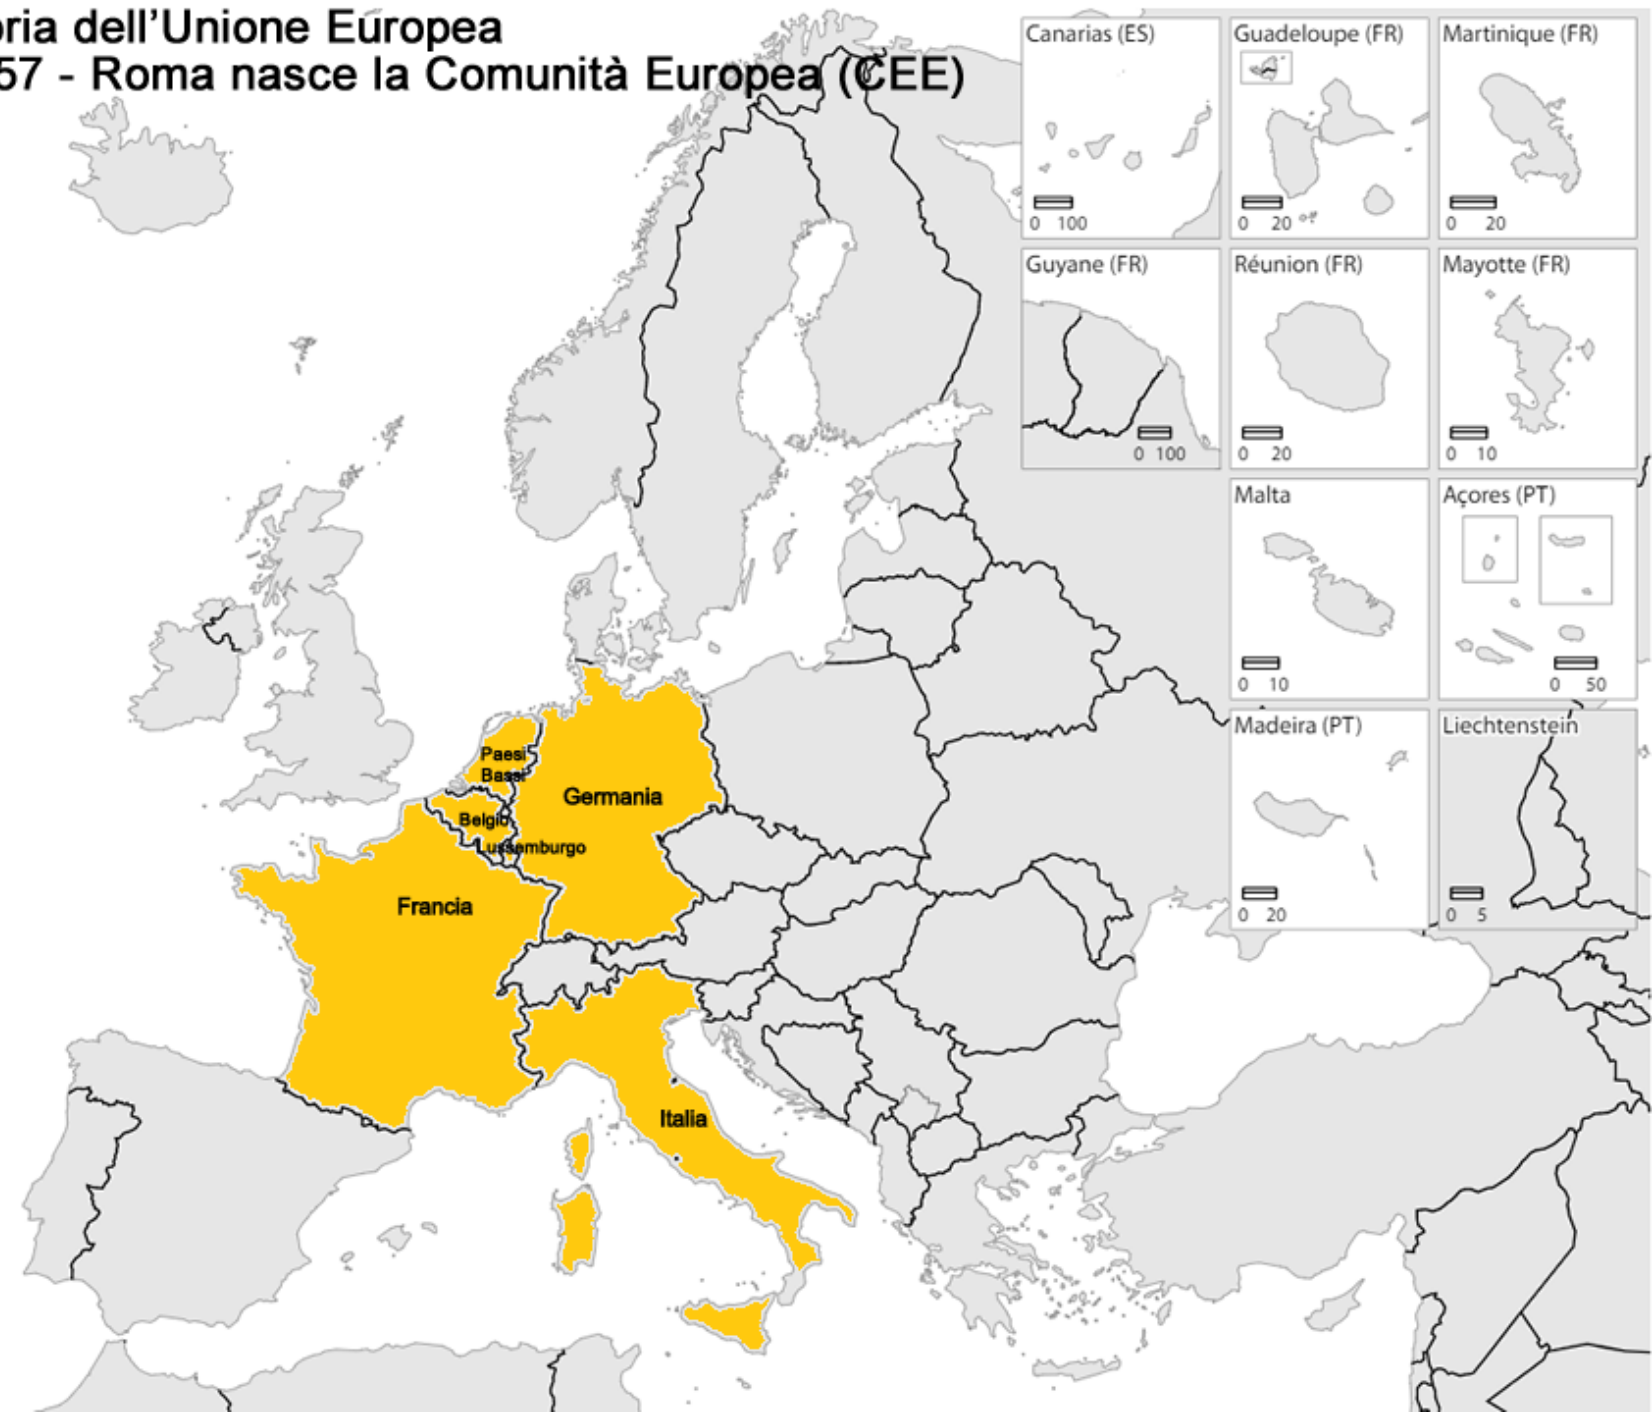 oria dell'Unione Europea
57 - Roma nasce la Comunità Europea (CEE)
Canarias (ES)
0 100
Guadeloupe (FR)
0 20
Martinique (FR)
0 20
Guyane (FR)
0 100
Réunion (FR)
0 20
Mayotte (FR)
0 10
Malta
0 10
Açores (PT)
0 50
Madeira (PT)
0 20
Liechtenstein
0 5
Paesi
Bassi
Germania
Belgio
Lussemburgo
Francia
Italia